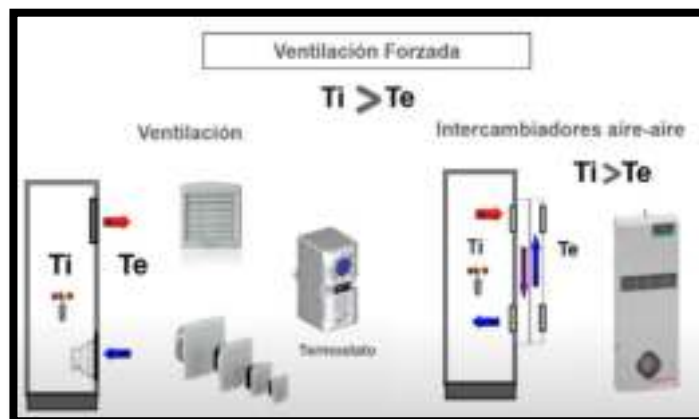 Ventilación Forzada
Ti > Te
Ventilación
Intercambiadores aire-aire
Ti > Te
Ti
Te
Termostato
Ti
Te